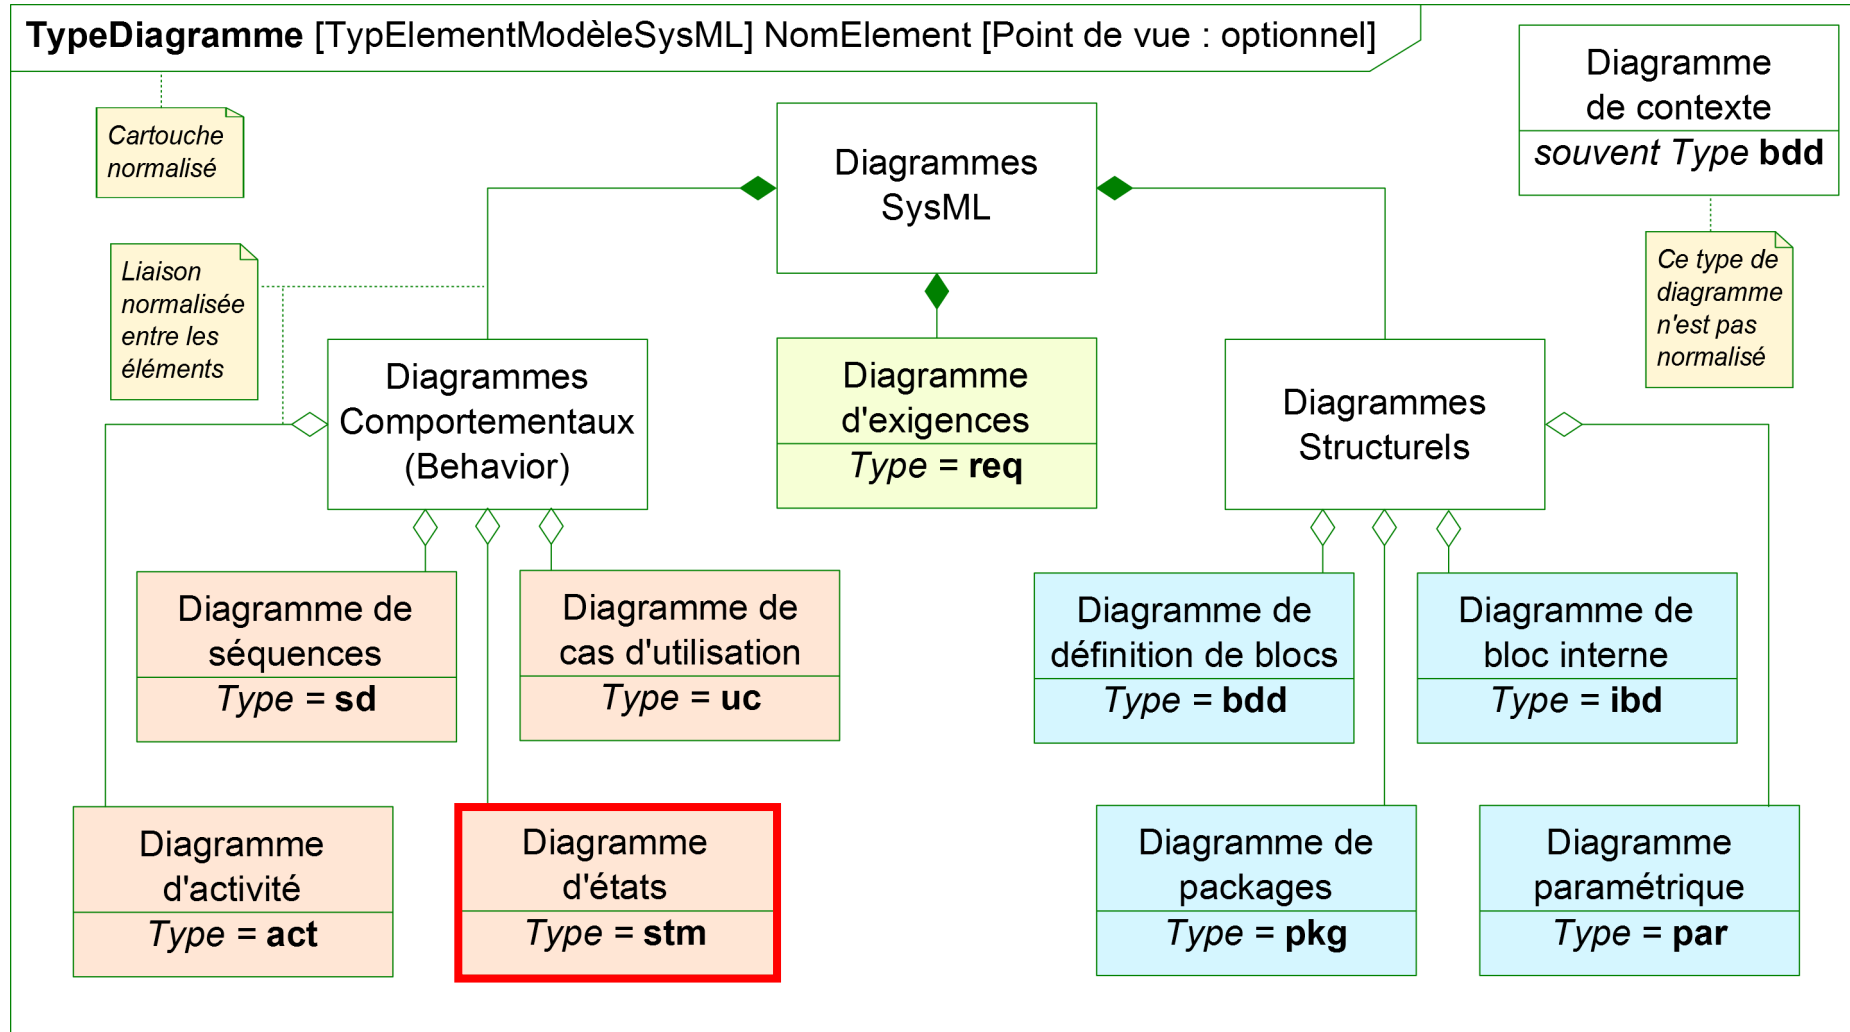 TypeDiagramme [TypElementModèleSysML] NomElement [Point de vue : optionnel]
Diagramme
de contexte
souvent Type bdd
Cartouche
normalisé
Diagrammes
SysML
Liaison
normalisée
entre les
éléments
Ce type de
diagramme
n'est pas
normalisé
Diagrammes
Comportementaux
(Behavior)
Diagramme
d'exigences
Type = req
Diagrammes
Structurels
Diagramme de
séquences
Type = sd
Diagramme de
cas d'utilisation
Type = uc
Diagramme de
définition de blocs
Type = bdd
Diagramme de
bloc interne
Type = ibd
Diagramme
d'activité
Type = act
Diagramme
d'états
Type = stm
Diagramme de
packages
Type = pkg
Diagramme
paramétrique
Type = par